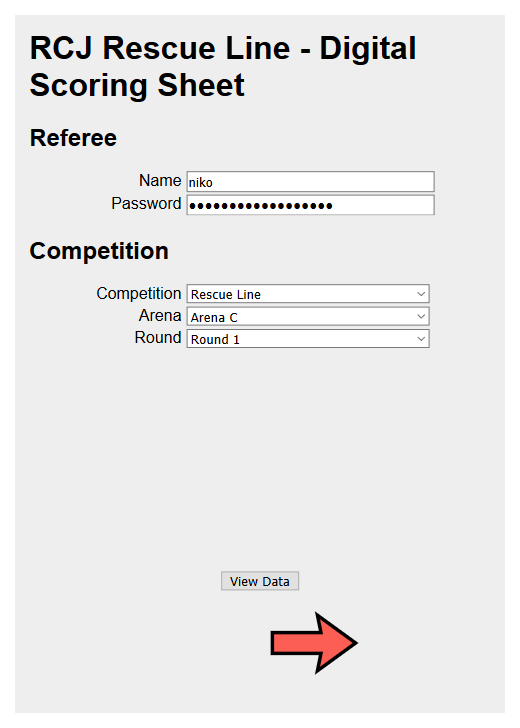 RCJ Rescue Line - Digital
Scoring Sheet
Referee
Name niko
Password ●●●●●●●●●●●●●●●●●●
Competition
Competition Rescue Line
Arena Arena C
Round Round 1
View Data